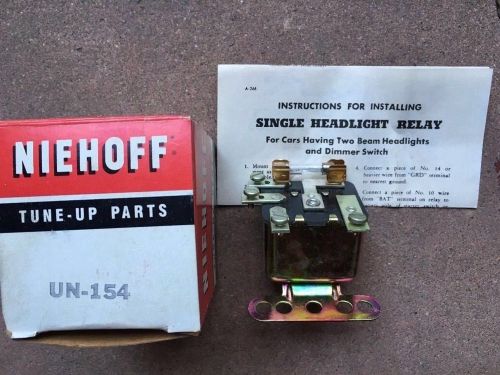 NIEHOFF
TUNE-UP PARTS
UN-154
NIEHOFF
A-768
INSTRUCTIONS FOR INSTALLING
SINGLE HEADLIGHT RELAY
For Cars Having Two Beam Headlights
and Dimmer Switch
1. Mount
4. Connect a piece of No. 14 or
heavier wire from "GRD" terminal
to nearest ground.
Connect a piece of No. 10 wire
from "BAT" terminal on relay to